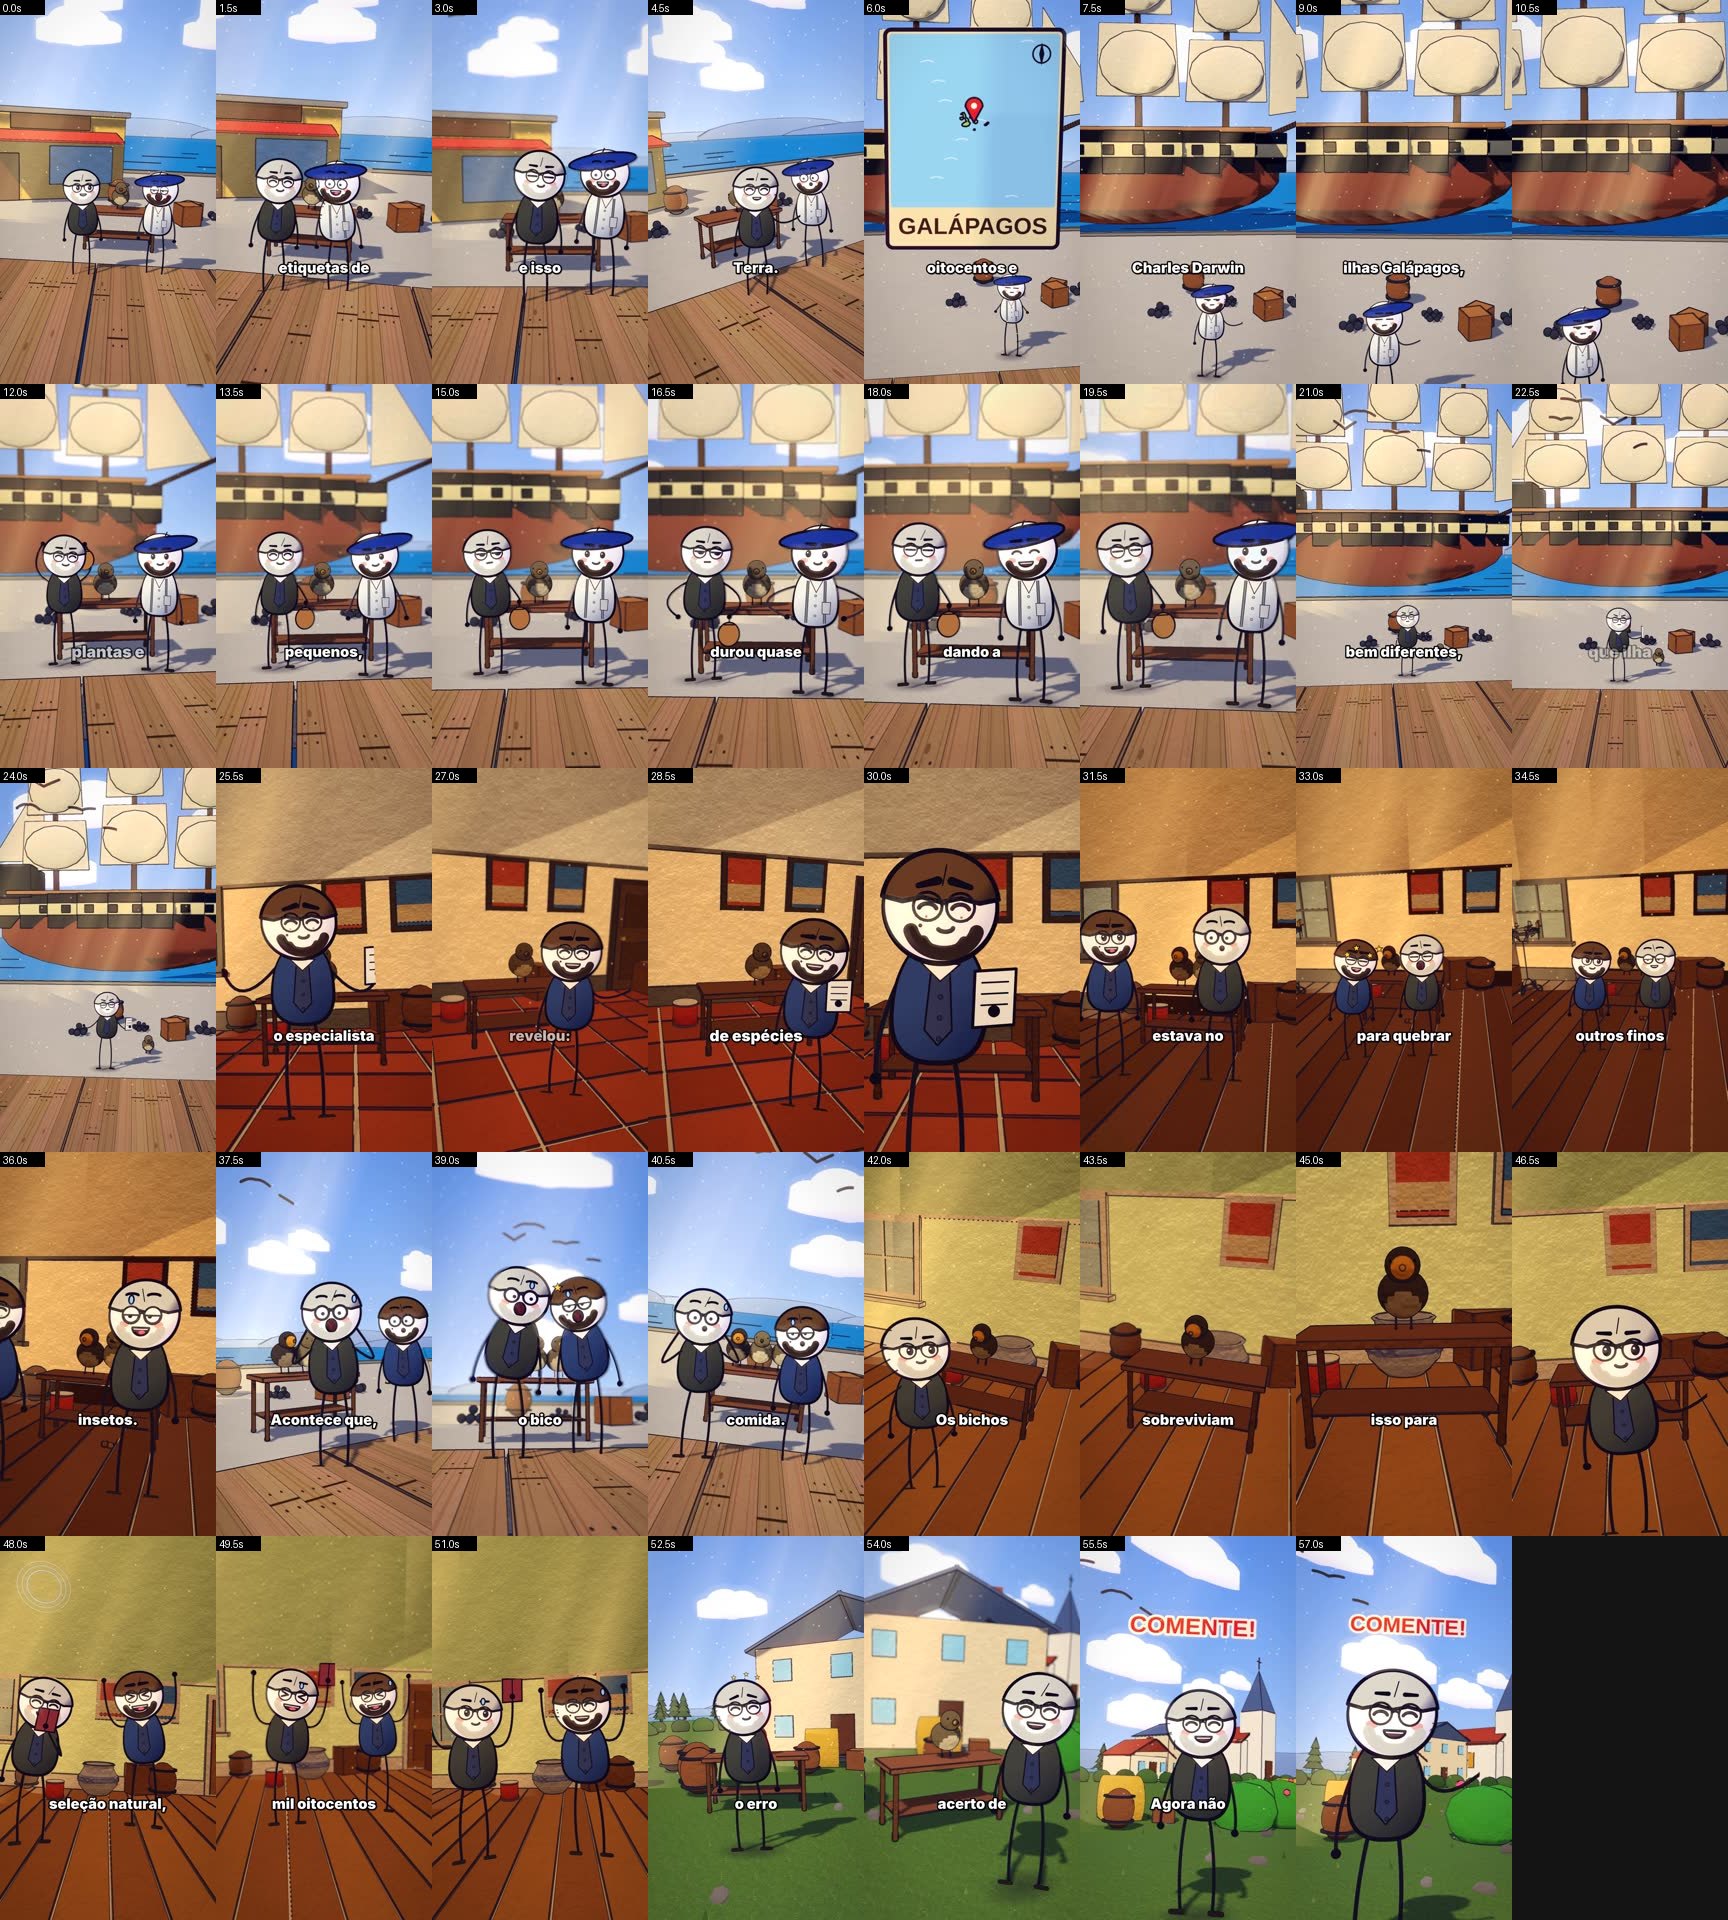 0.0s
1.5s
etiquetas de
3.0s
e isso
4.5s
Terra.
6.0s
GALÁPAGOS
oitocentos e
7.5s
Charles Darwin
9.0s
ilhas Galápagos,
10.5s
12.0s
plantas e
13.5s
pequenos,
15.0s
16.5s
durou quase
18.0s
dando a
19.5s
21.0s
bem diferentes,
22.5s
que ilha
24.0s
25.5s
o especialista
27.0s
revelou:
28.5s
de espécies
30.0s
31.5s
estava no
33.0s
para quebrar
34.5s
outros finos
36.0s
insetos.
37.5s
Acontece que,
39.0s
o bico
40.5s
comida.
42.0s
Os bichos
43.5s
sobreviviam
45.0s
isso para
46.5s
48.0s
seleção natural,
49.5s
mil oitocentos
51.0s
52.5s
o erro
54.0s
acerto de
55.5s
COMENTE!
Agora não
57.0s
COMENTE!